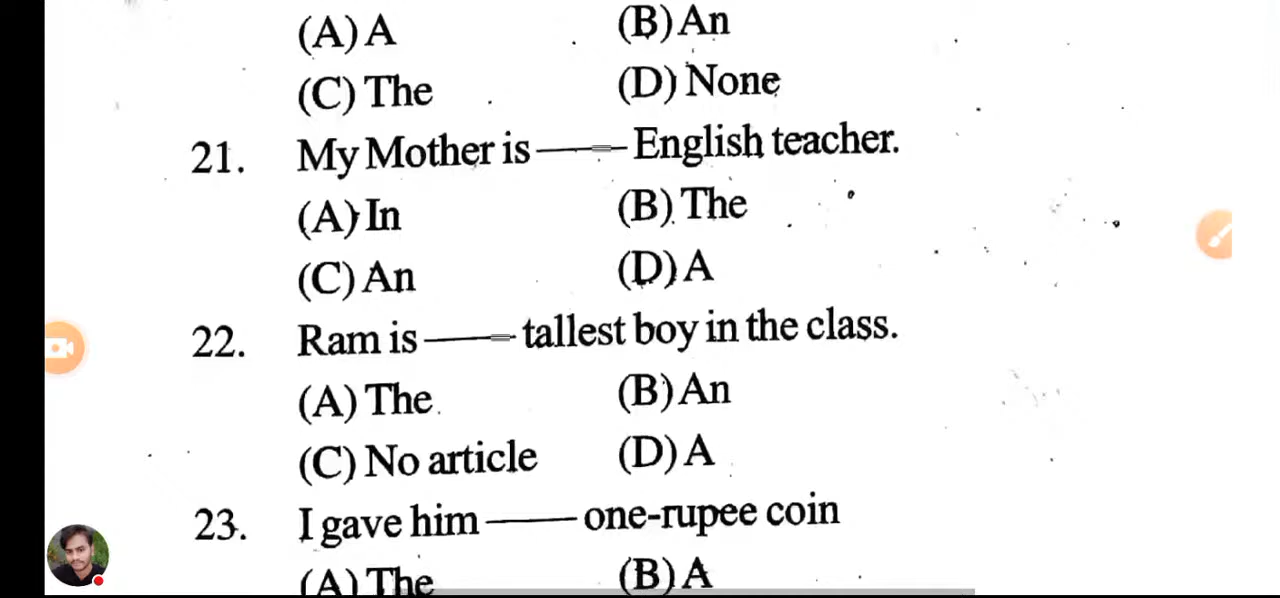 (A) A (B) An
(C) The (D) None
21. My Mother is —— English teacher.
(A) In (B) The
(C) An (D) A
22. Ram is —— tallest boy in the class.
(A) The (B) An
(C) No article (D) A
23. I gave him —— one-rupee coin
(A) The (B) A